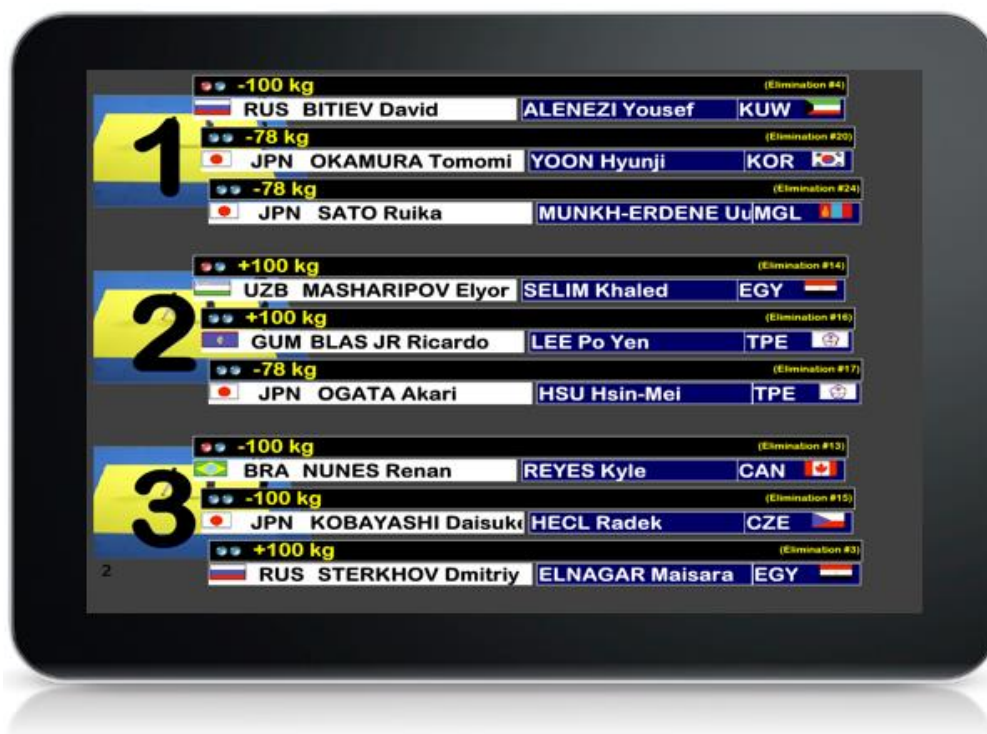 1
-100 kg (Elimination #4)
RUS BITIEV David ALENEZI Yousef KUW
-78 kg (Elimination #20)
JPN OKAMURA Tomomi YOON Hyunji KOR
-78 kg (Elimination #24)
JPN SATO Ruika MUNKH-ERDENE Uu MGL
2
+100 kg (Elimination #14)
UZB MASHARIPOV Elyor SELIM Khaled EGY
+100 kg (Elimination #16)
GUM BLAS JR Ricardo LEE Po Yen TPE
-78 kg (Elimination #17)
JPN OGATA Akari HSU Hsin-Mei TPE
3
-100 kg (Elimination #13)
BRA NUNES Renan REYES Kyle CAN
-100 kg (Elimination #15)
JPN KOBAYASHI Daisuke HECL Radek CZE
+100 kg (Elimination #3)
RUS STERKHOV Dmitriy ELNAGAR Maisara EGY
2